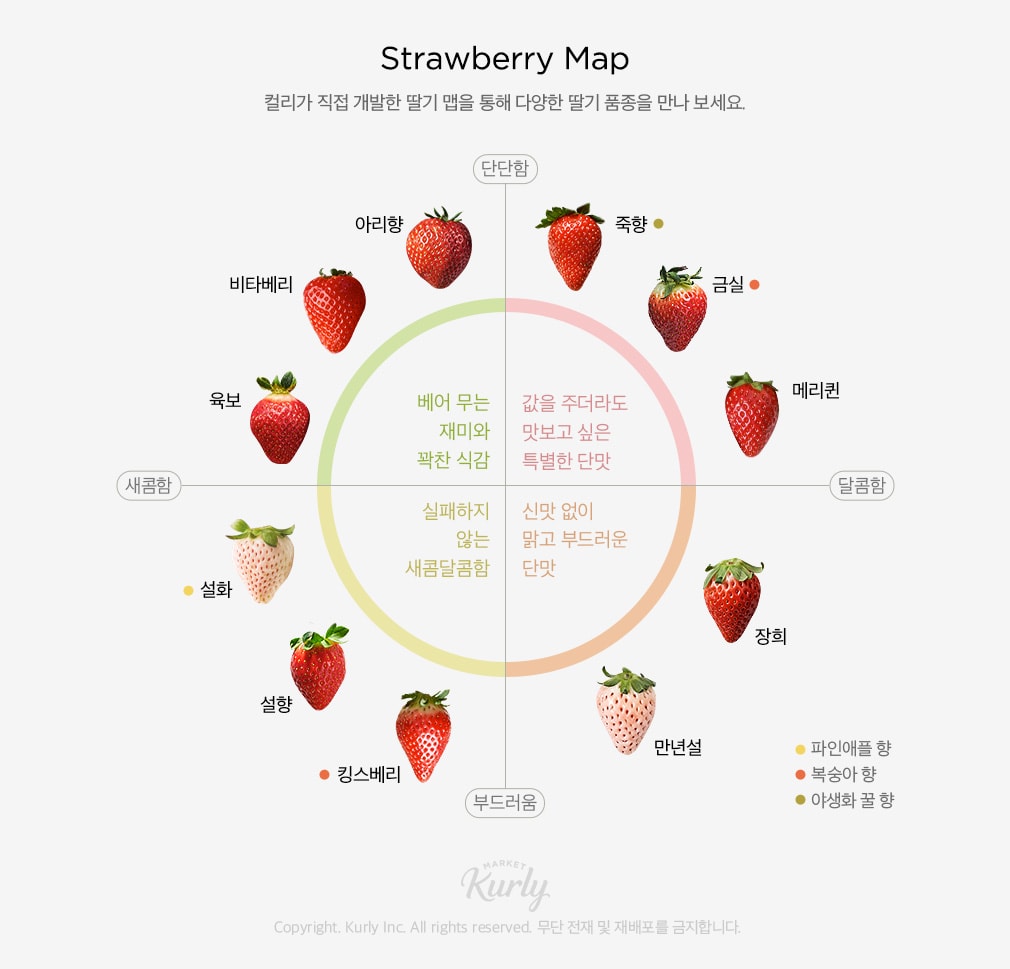 Strawberry Map
컬리가 직접 개발한 딸기 맵을 통해 다양한 딸기 품종을 만나 보세요.
단단함
아리향
죽향
비타베리
금실
육보
메리퀸
베어 무는
재미와
꽉찬 식감
값을 주더라도
맛보고 싶은
특별한 단맛
새콤함
달콤함
실패하지
않는
새콤달콤함
신맛 없이
맑고 부드러운
단맛
설화
장희
설향
만년설
킹스베리
파인애플 향
복숭아 향
야생화 꿀 향
부드러움
MARKET
Kurly
Copyright. Kurly Inc. All rights reserved. 무단 전재 및 재배포를 금지합니다.